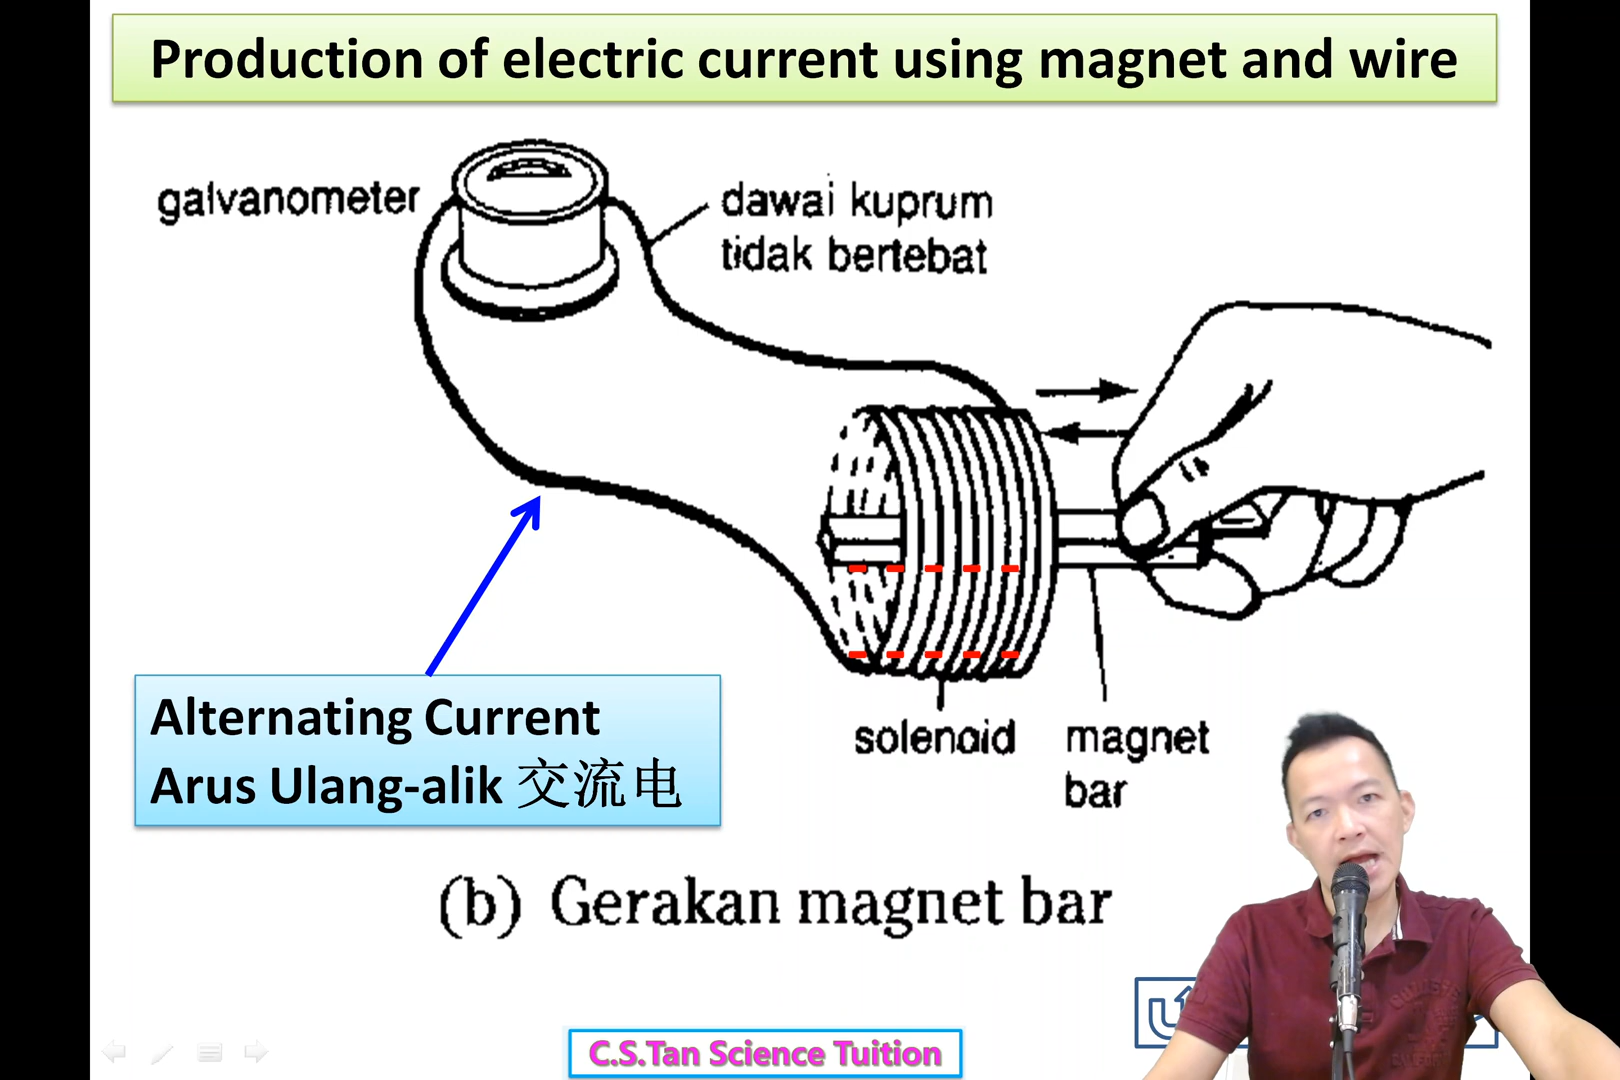 Production of electric current using magnet and wire
galvanometer
dawai kuprum
tidak bertebat
solenoid
magnet
bar
Alternating Current
Arus Ulang-alik 交流电
(b) Gerakan magnet bar
C.S.Tan Science Tuition